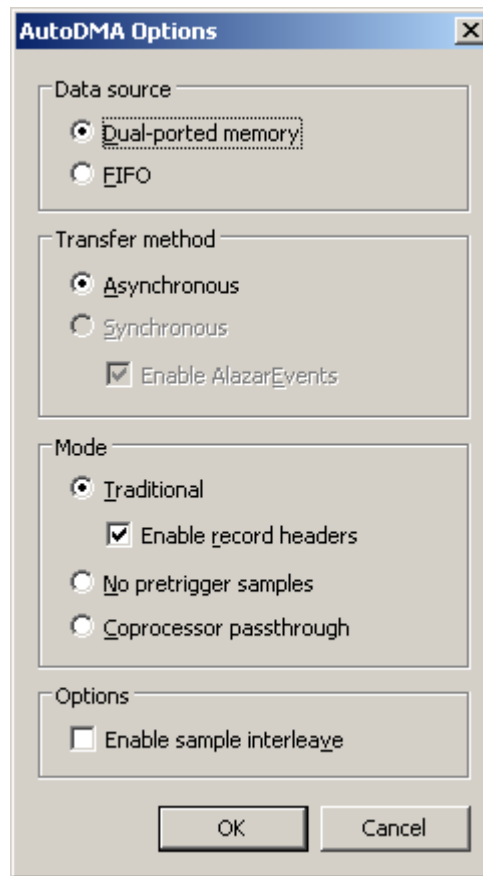 AutoDMA Options
Data source
Dual-ported memory
FIFO
Transfer method
Asynchronous
Synchronous
Enable AlazarEvents
Mode
Traditional
Enable record headers
No pretrigger samples
Coprocessor passthrough
Options
Enable sample interleave
OK Cancel